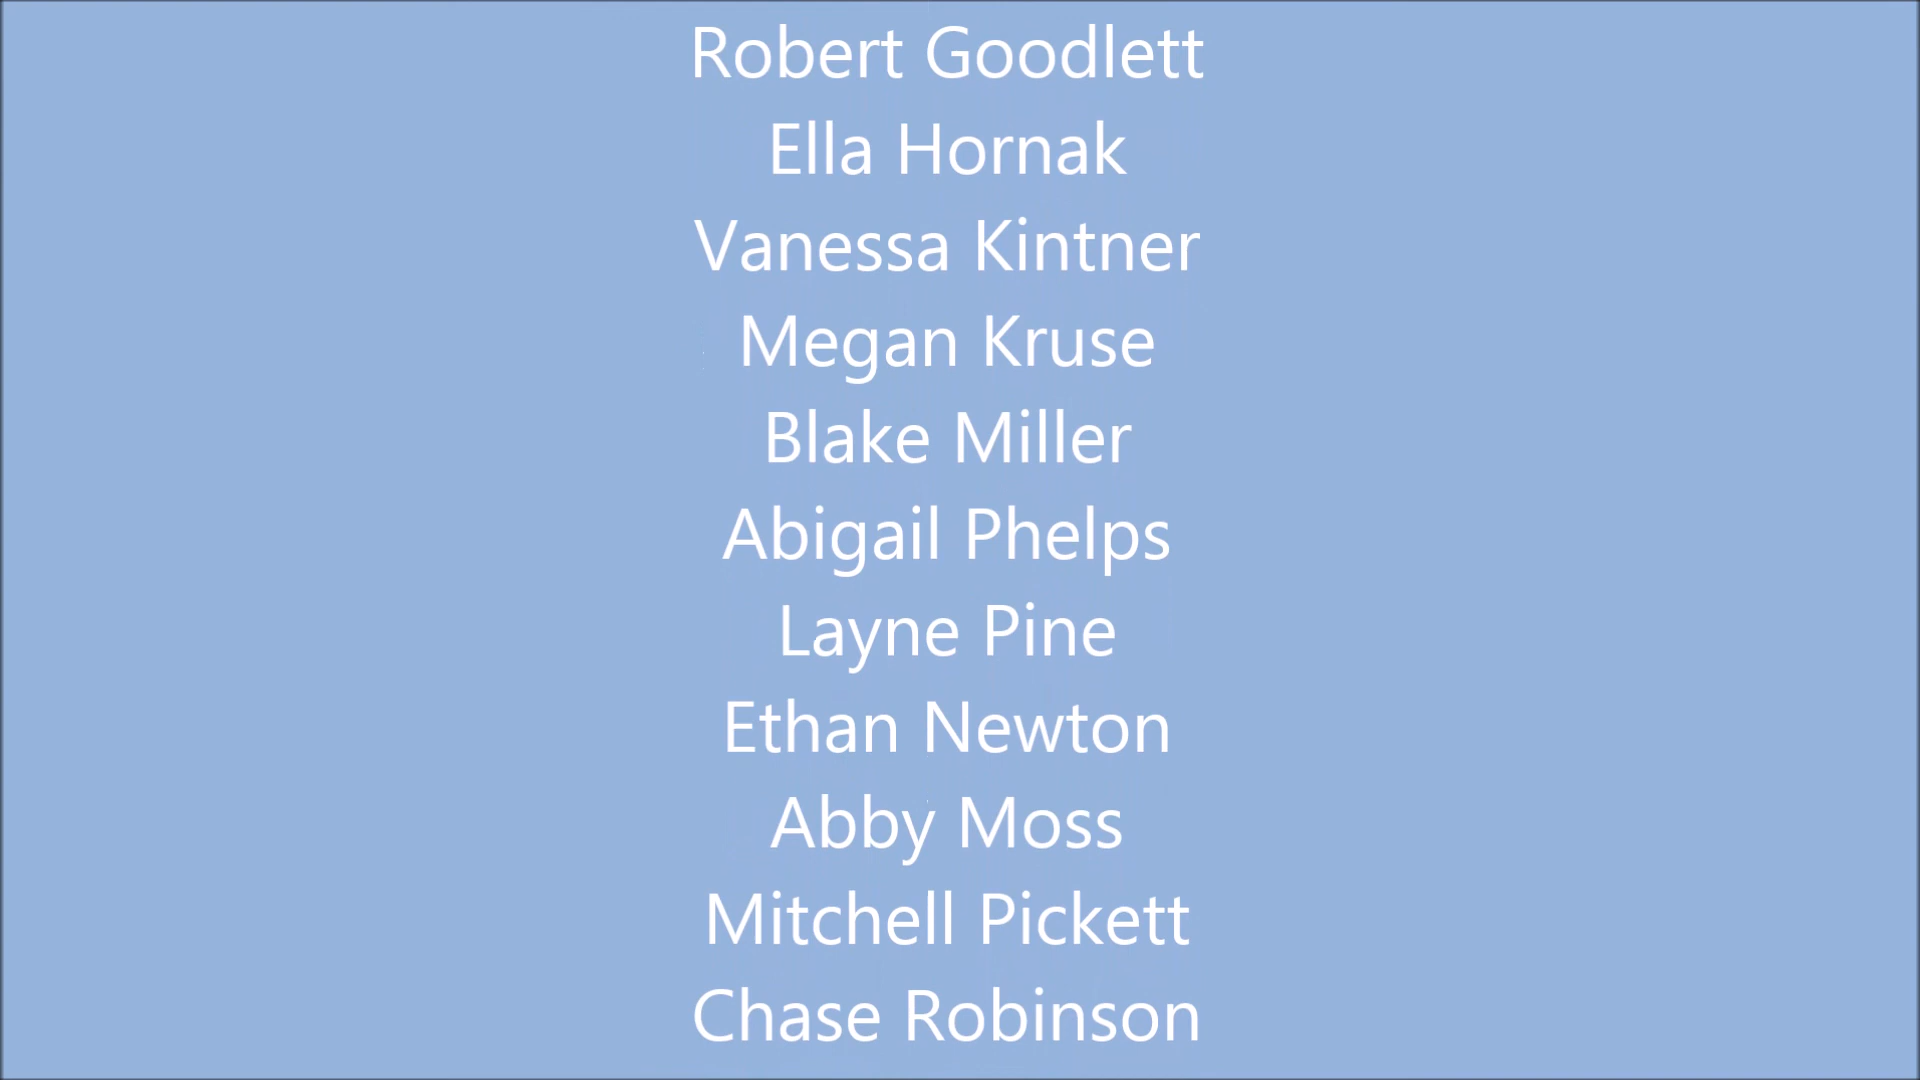 Robert Goodlett
Ella Hornak
Vanessa Kintner
Megan Kruse
Blake Miller
Abigail Phelps
Layne Pine
Ethan Newton
Abby Moss
Mitchell Pickett
Chase Robinson